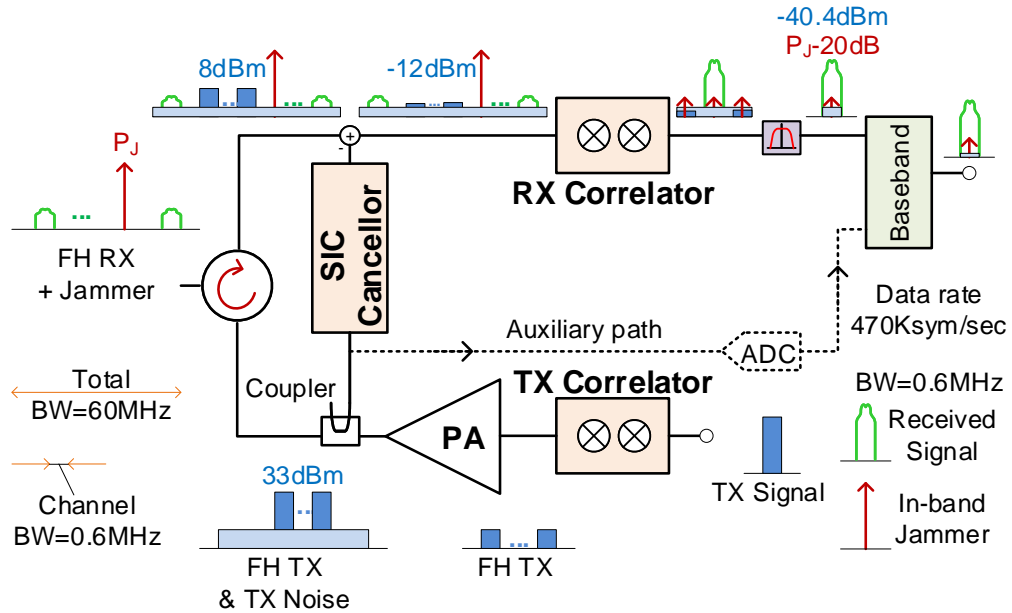 -40.4dBm
P_J-20dB
8dBm
-12dBm
P_J
+
-
RX Correlator
Baseband
FH RX
+ Jammer
SIC
Cancellor
Data rate
470Ksym/sec
Auxiliary path
ADC
Total
BW=60MHz
Coupler
TX Correlator
PA
BW=0.6MHz
Received
Signal
Channel
BW=0.6MHz
33dBm
TX Signal
In-band
Jammer
FH TX
& TX Noise
FH TX